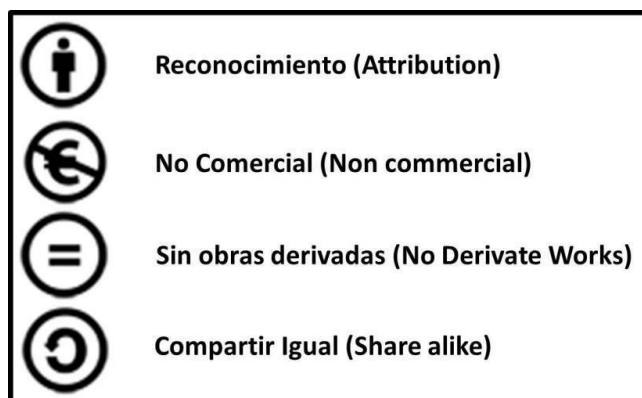 Reconocimiento (Attribution)
No Comercial (Non commercial)
Sin obras derivadas (No Derivate Works)
Compartir Igual (Share alike)